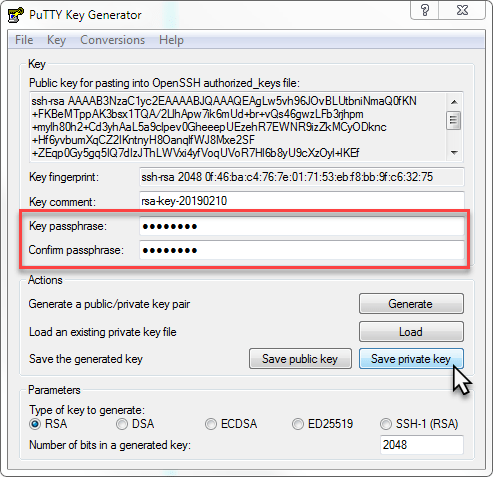 PuTTY Key Generator
File Key Conversions Help
Key
Public key for pasting into OpenSSH authorized_keys file:
ssh-rsa AAAAB3NzaC1yc2EAAAABJQAAAQEAgLw5vh96JOvBLUtbniNmaQ0fKN
+FKBeMTppAK3bsx1TQA/2LlhApw7ik6mUd+br+vQs46gwzLFb3rjhpm
+mylh80h2+Cd3yhAaL5a9clpev0GheeepUEzehR7EWNR9izZkMCyODknc
+Hf6yvbumXqCZ2IKntnyH8OanqlfWJ8Mxe2SF
+ZEqp0Gy5gq5IQ7dIzJThLWVxi4yfVoqUVoR7Hl6b8yU9cXzOyl+IKEf
Key fingerprint: ssh-rsa 2048 0f:46:ba:c4:76:7e:01:71:53:eb:f8:bb:9f:c6:32:75
Key comment: rsa-key-20190210
Key passphrase: ●●●●●●●●
Confirm passphrase: ●●●●●●●●
Actions
Generate a public/private key pair Generate
Load an existing private key file Load
Save the generated key Save public key Save private key
Parameters
Type of key to generate:
RSA DSA ECDSA ED25519 SSH-1 (RSA)
Number of bits in a generated key: 2048